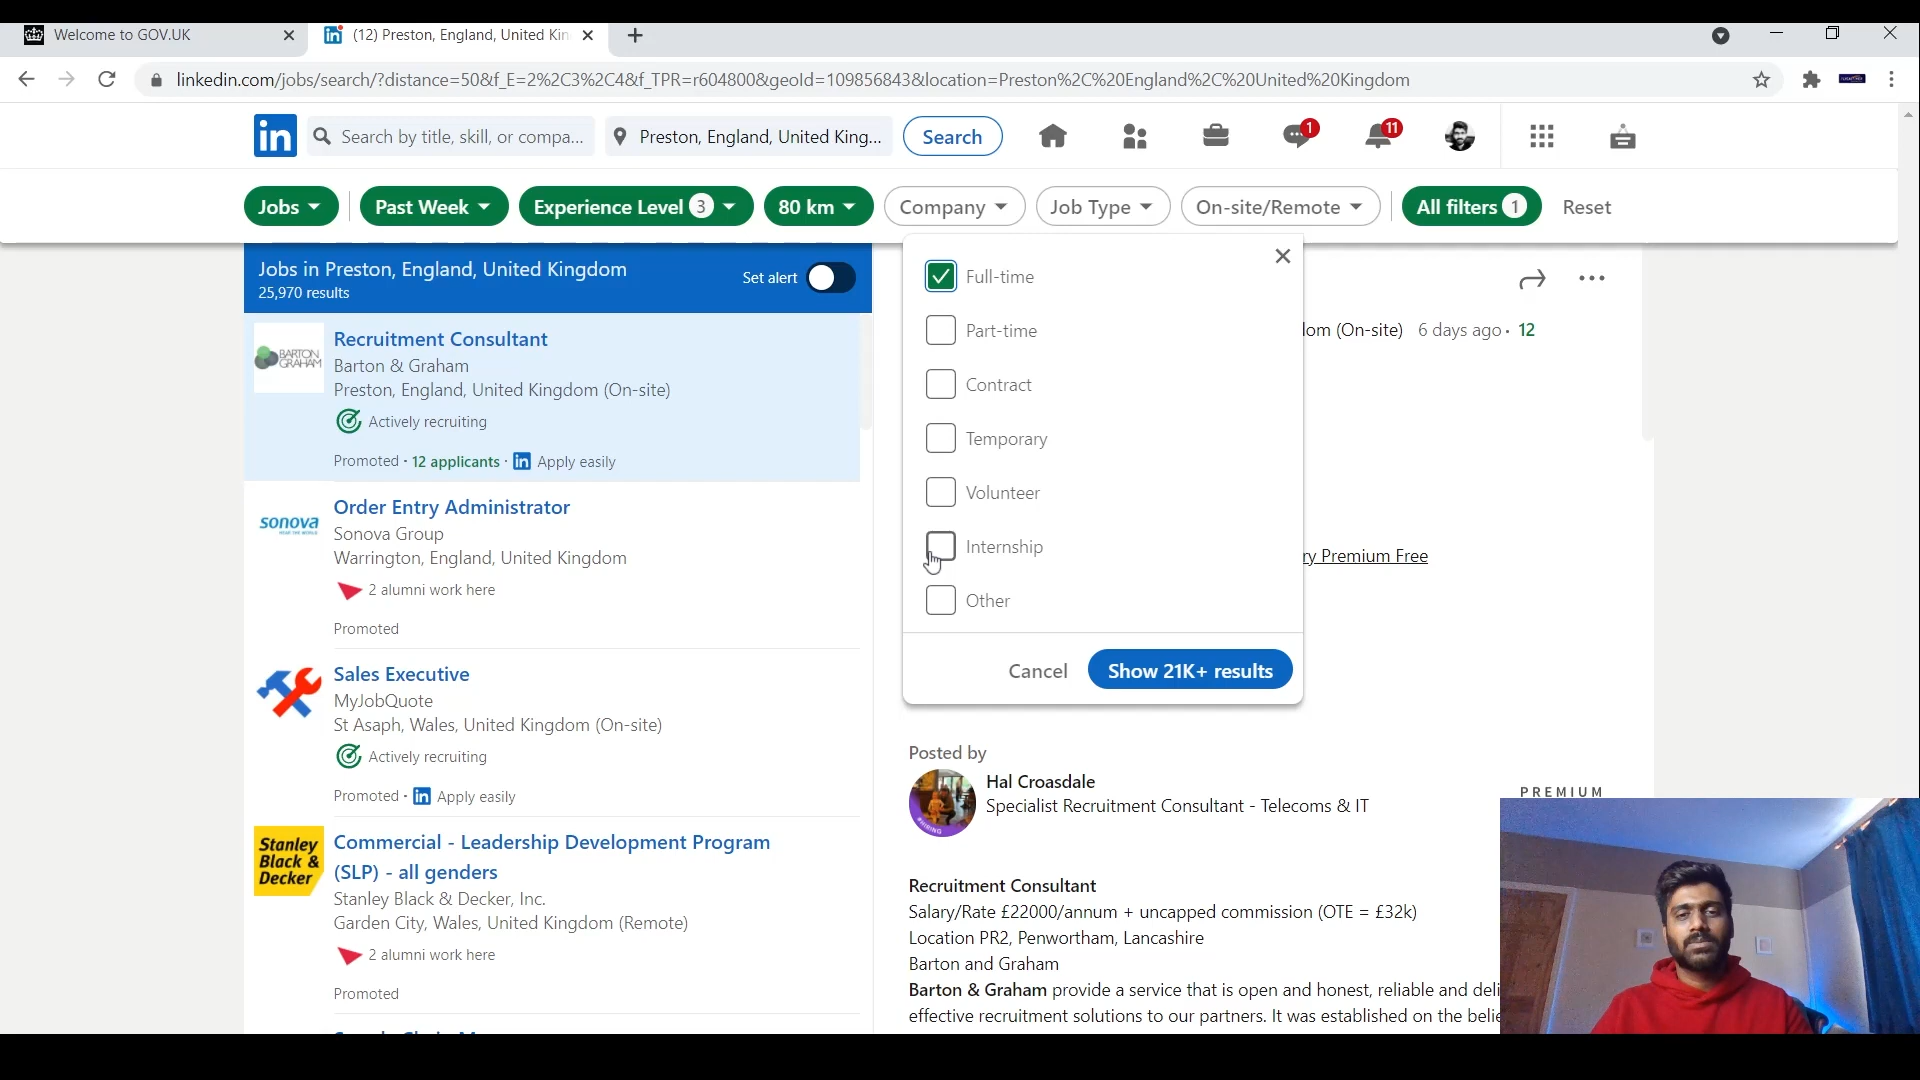 Welcome to GOV.UK
(12) Preston, England, United Kin
linkedin.com/jobs/search/?distance=50&f_E=2%2C3%2C4&f_TPR=r604800&geoId=109856843&location=Preston%2C%20England%2C%20United%20Kingdom
in Search by title, skill, or compa... Preston, England, United King... Search 1 11
Jobs Past Week Experience Level 3 80 km Company Job Type On-site/Remote All filters 1 Reset
Jobs in Preston, England, United Kingdom
25,970 results
Set alert
BARTON GRAHAM
Recruitment Consultant
Barton & Graham
Preston, England, United Kingdom (On-site)
Actively recruiting
Promoted · 12 applicants · in Apply easily
sonova
Order Entry Administrator
Sonova Group
Warrington, England, United Kingdom
2 alumni work here
Promoted
Sales Executive
MyJobQuote
St Asaph, Wales, United Kingdom (On-site)
Actively recruiting
Promoted · in Apply easily
Stanley
Black &
Decker
Commercial - Leadership Development Program
(SLP) - all genders
Stanley Black & Decker, Inc.
Garden City, Wales, United Kingdom (Remote)
2 alumni work here
Promoted
Full-time
Part-time
Contract
Temporary
Volunteer
Internship
Other
Cancel Show 21K+ results
lom (On-site) 6 days ago · 12
ry Premium Free
Posted by
Hal Croasdale
Specialist Recruitment Consultant - Telecoms & IT
#HIRING
PREMIUM
Recruitment Consultant
Salary/Rate £22000/annum + uncapped commission (OTE = £32k)
Location PR2, Penwortham, Lancashire
Barton and Graham
Barton & Graham provide a service that is open and honest, reliable and deli
effective recruitment solutions to our partners. It was established on the belie